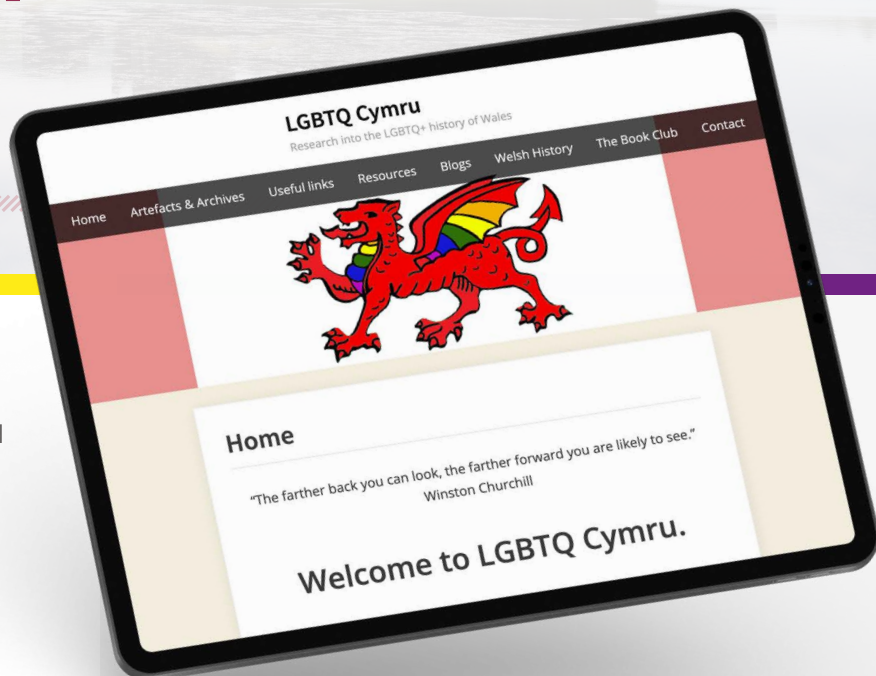 LGBTQ Cymru
Research into the LGBTQ+ history of Wales
Home Artefacts & Archives Useful links Resources Blogs Welsh History The Book Club Contact
Home
“The farther back you can look, the farther forward you are likely to see.”
Winston Churchill
Welcome to LGBTQ Cymru.